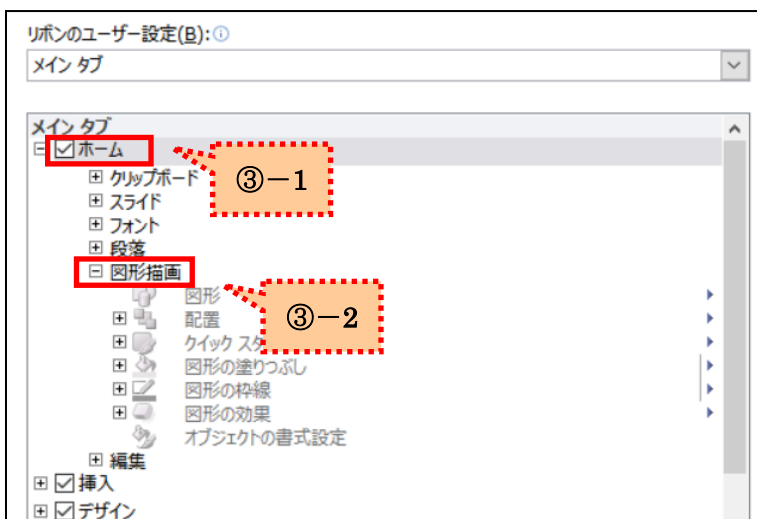 リボンのユーザー設定(B):
メイン タブ
メイン タブ
ホーム
③－1
クリップボード
スライド
フォント
段落
図形描画
図形
③－2
配置
クイック スタ
図形の塗りつぶし
図形の枠線
図形の効果
オブジェクトの書式設定
編集
挿入
デザイン